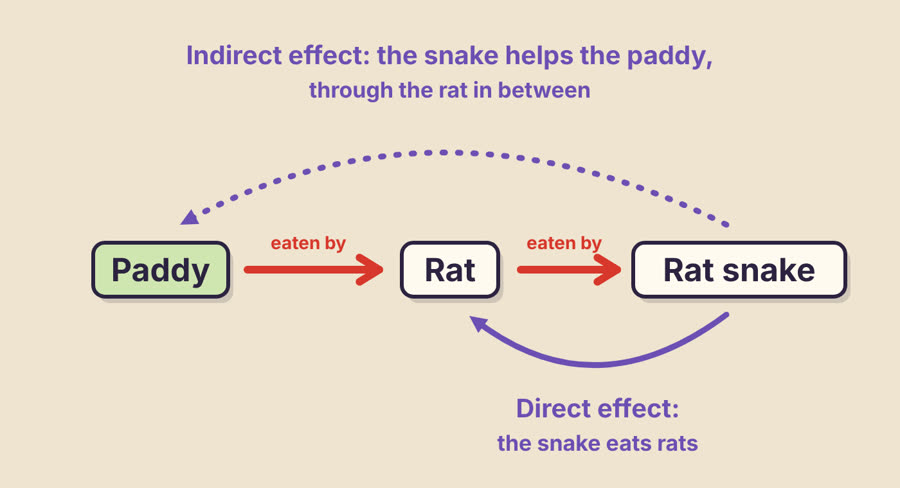 Indirect effect: the snake helps the paddy,
through the rat in between
eaten by
eaten by
Paddy
Rat
Rat snake
Direct effect:
the snake eats rats